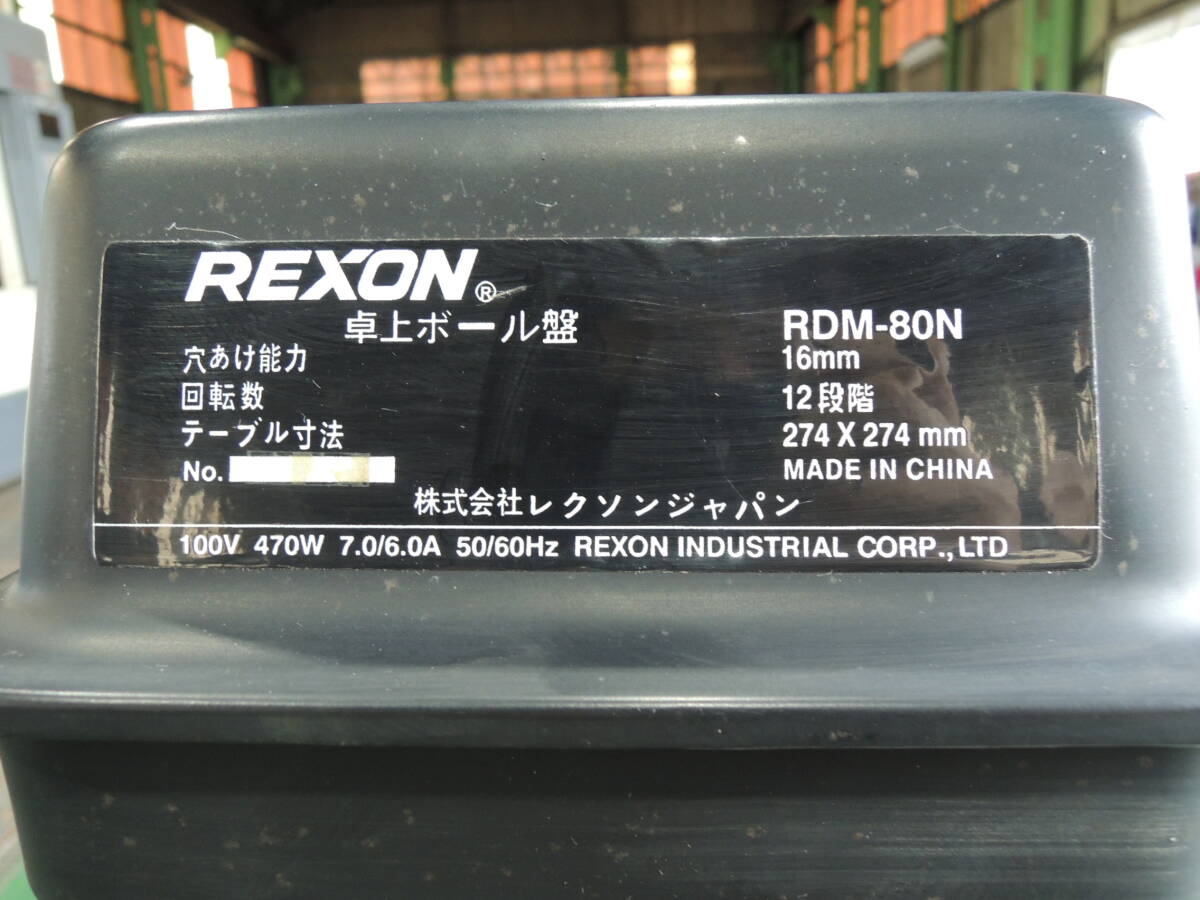 REXON®
卓上ボール盤 RDM-80N
穴あけ能力 16mm
回転数 12段階
テーブル寸法 274 X 274 mm
No. MADE IN CHINA
株式会社レクソンジャパン
100V 470W 7.0/6.0A 50/60Hz REXON INDUSTRIAL CORP.,LTD